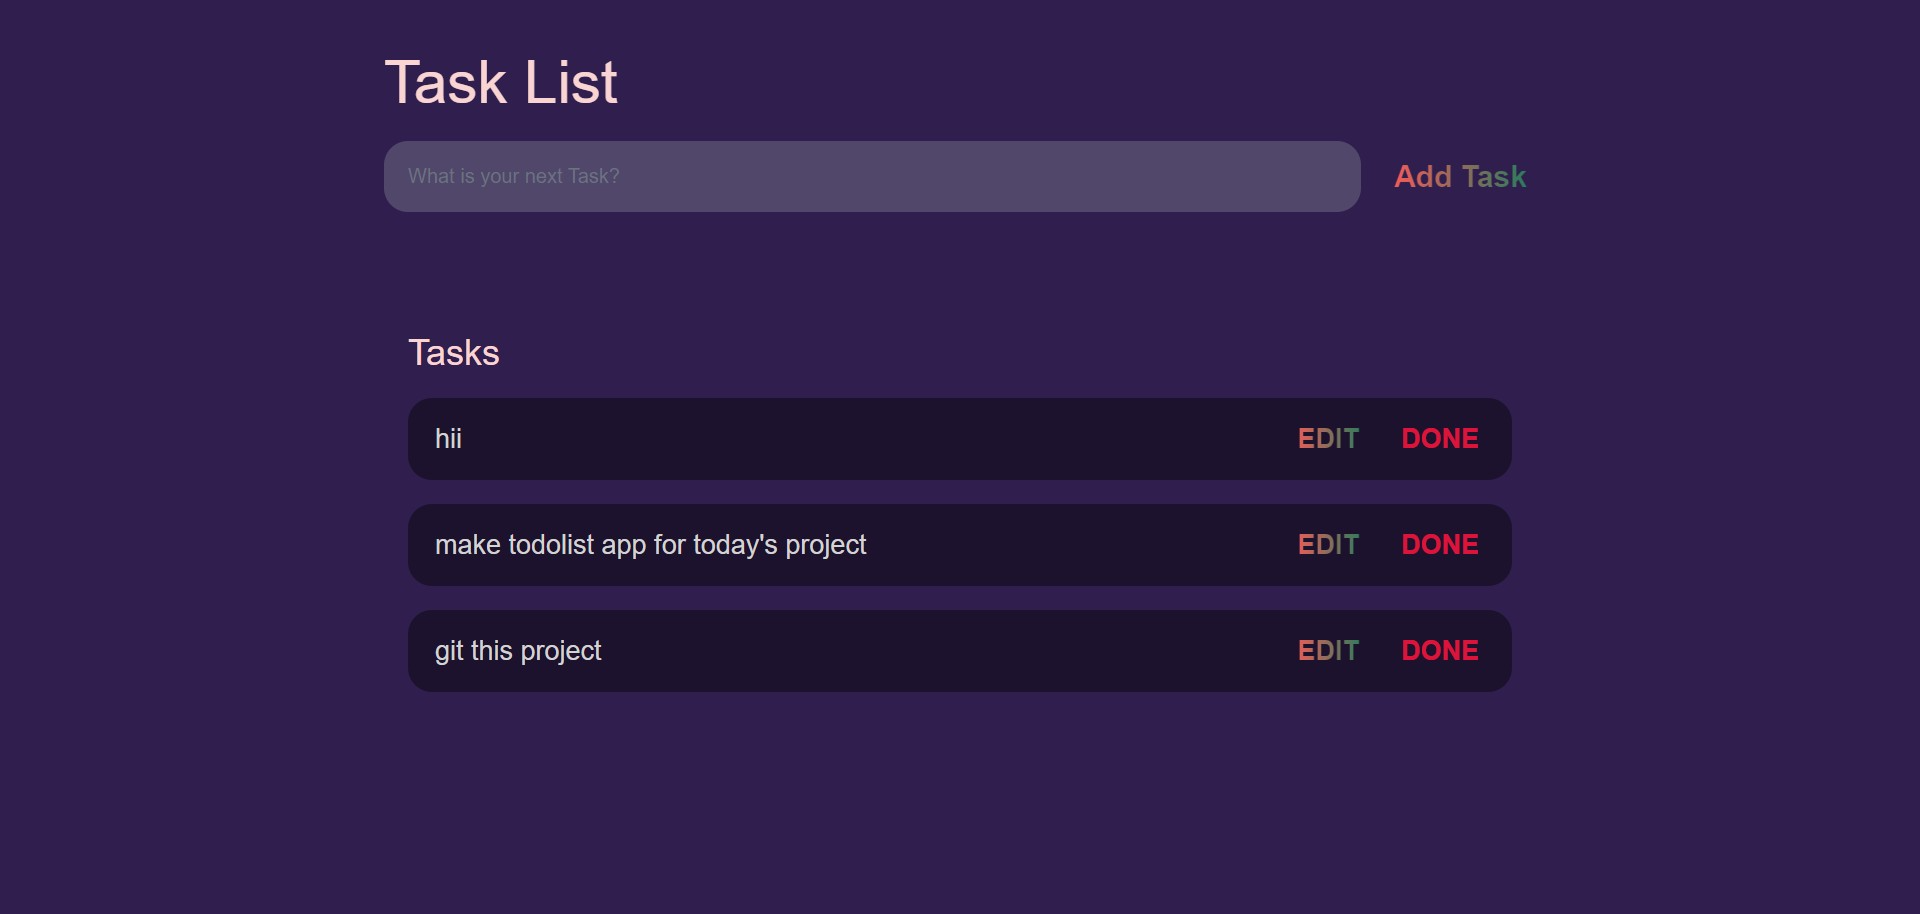 Task List
What is your next Task?
Add Task
Tasks
hii
EDIT
DONE
make todolist app for today's project
EDIT
DONE
git this project
EDIT
DONE